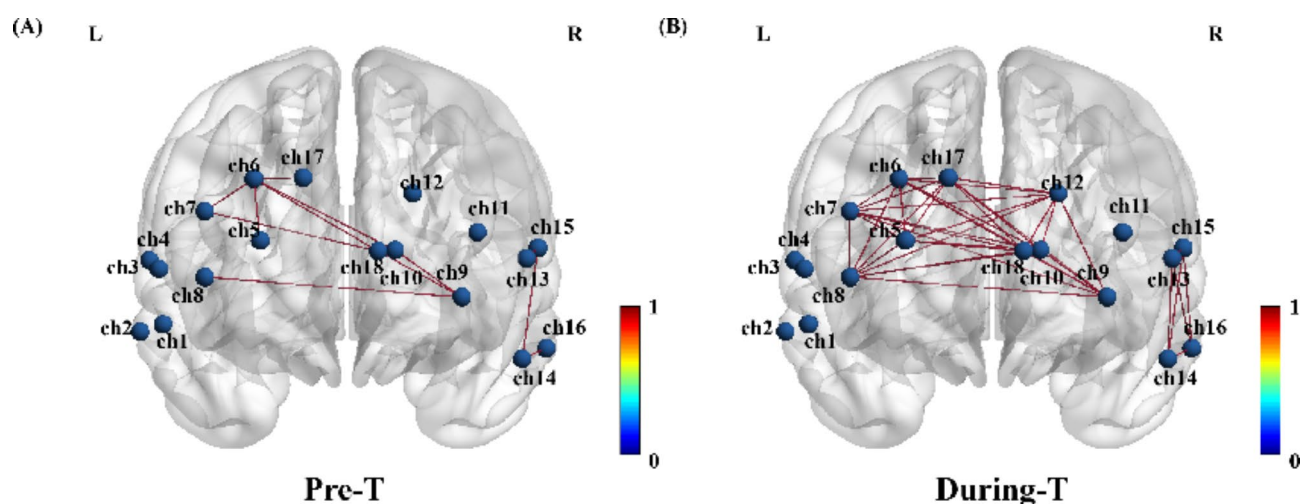 (A) L R
ch6 ch17
ch12
ch7
ch11
ch5
ch15
ch4
ch3
ch18 ch10 ch9 ch13
ch8
1
ch2 ch1
ch16
ch14
0
Pre-T
(B) L R
ch6 ch17
ch12
ch7
ch11
ch5
ch15
ch4
ch3
ch18 ch10 ch9 ch13
ch8
1
ch2 ch1
ch16
ch14
0
During-T